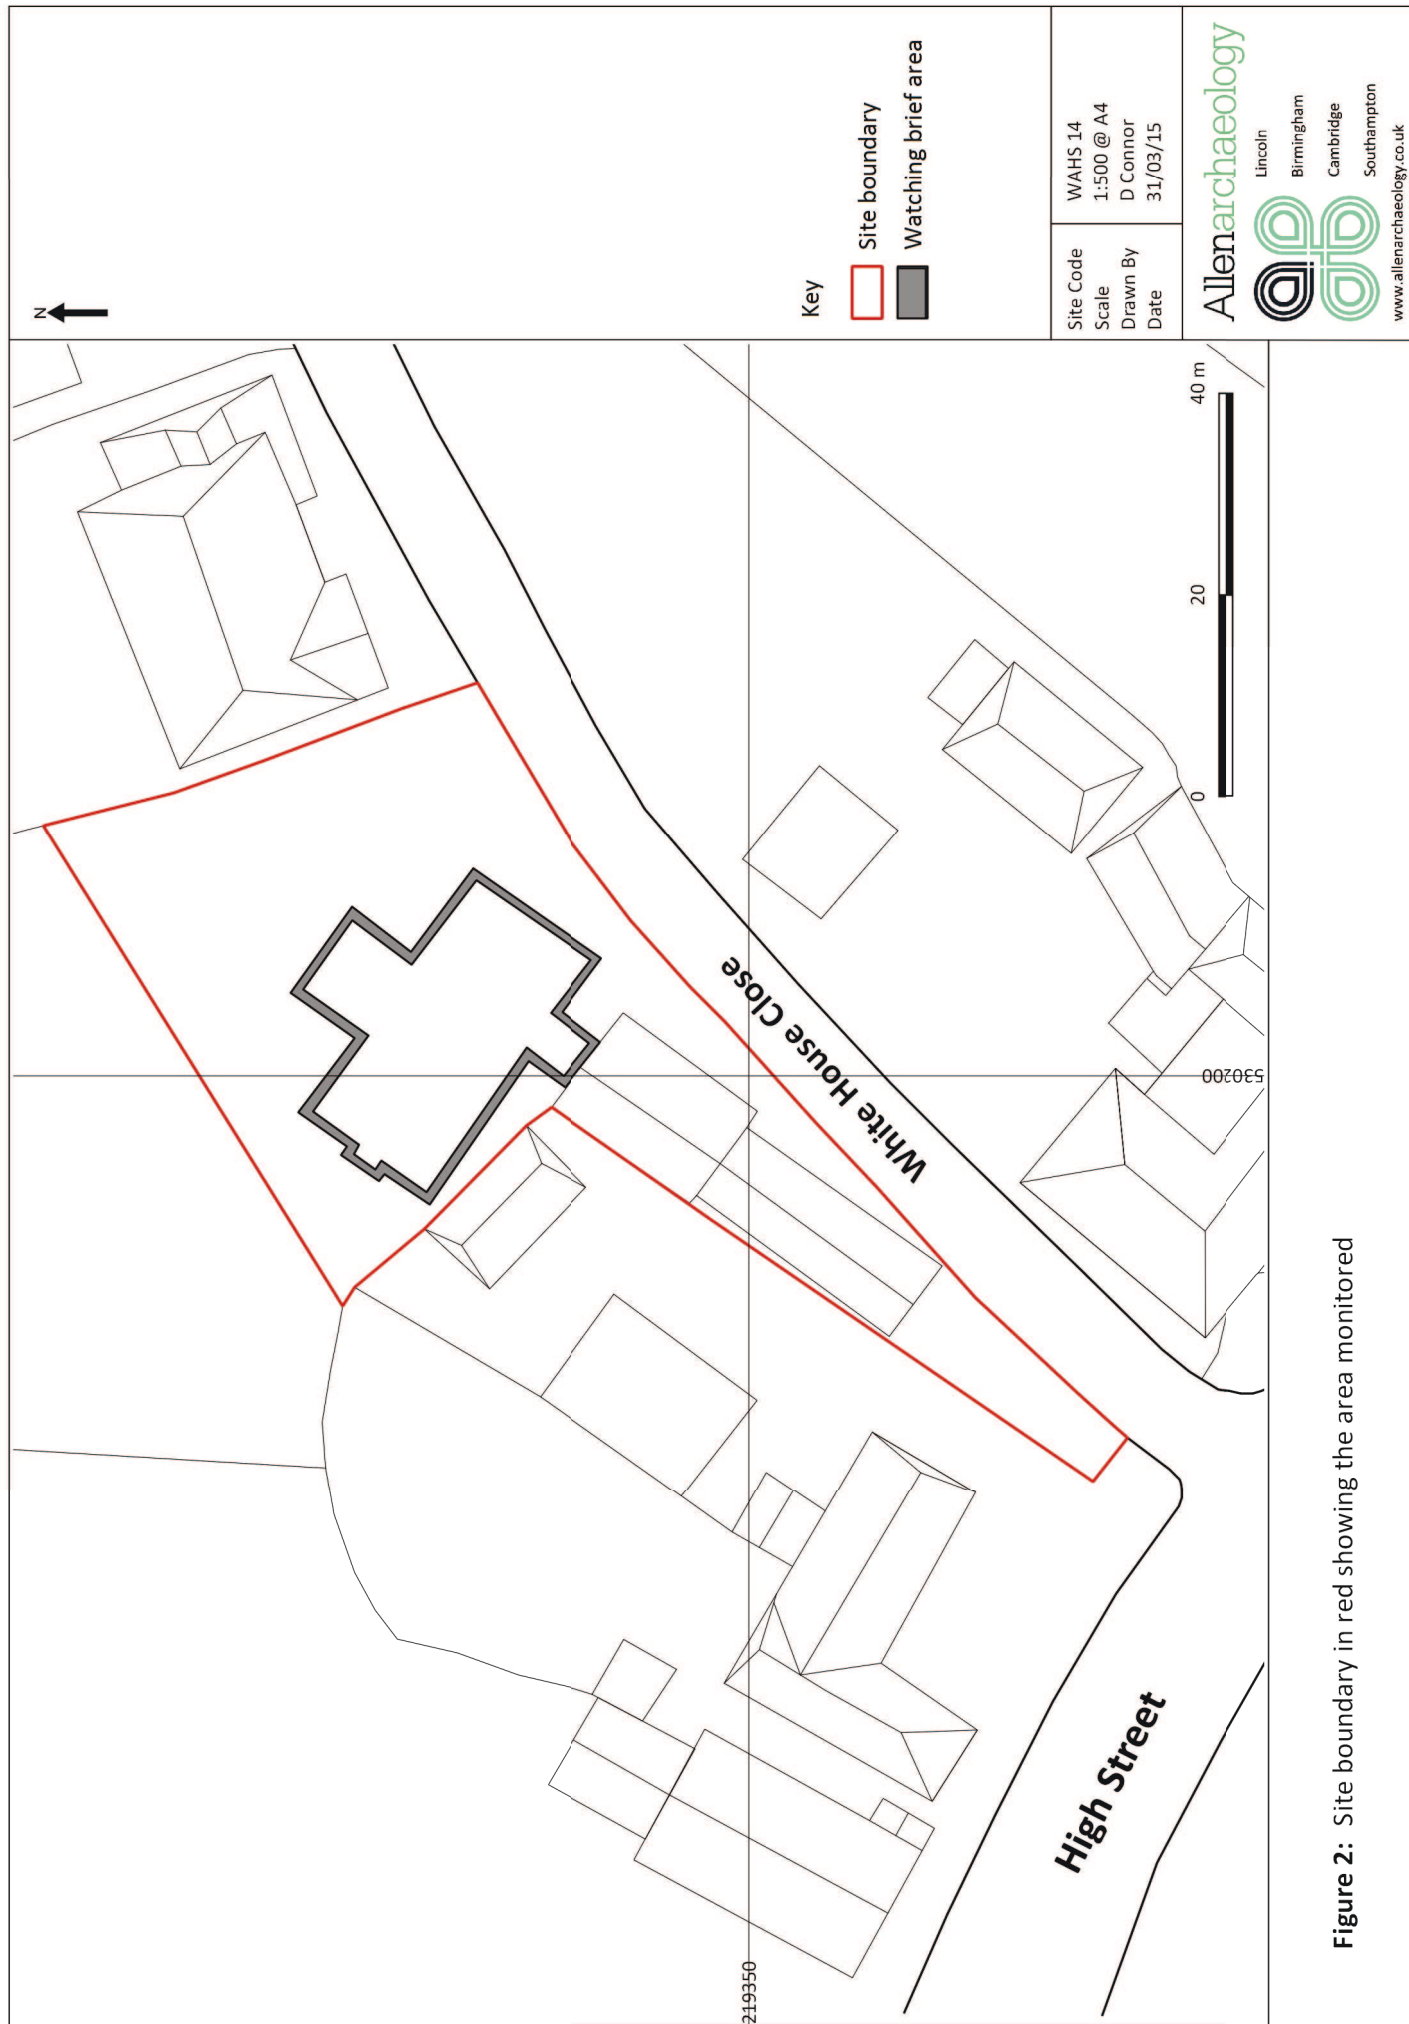 N
Key
Site boundary
Watching brief area
Site Code WAHS 14
Scale 1:500 @ A4
Drawn By D Connor
Date 31/03/15
Allenarchaeology
Lincoln
Birmingham
Cambridge
Southampton
www.allenarchaeology.co.uk
White House Close
High Street
219350
530200
0 20 40 m
Figure 2: Site boundary in red showing the area monitored